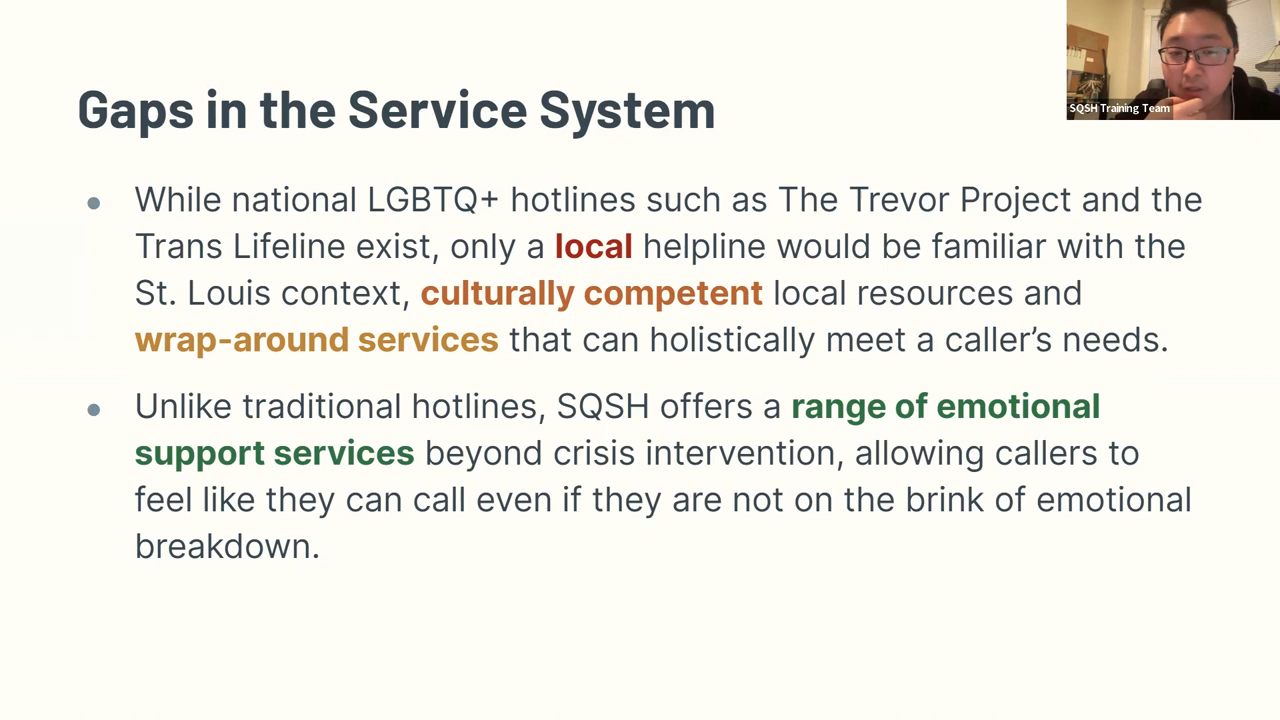 SQSH Training Team
Gaps in the Service System
While national LGBTQ+ hotlines such as The Trevor Project and the
Trans Lifeline exist, only a local helpline would be familiar with the
St. Louis context, culturally competent local resources and
wrap-around services that can holistically meet a caller’s needs.
Unlike traditional hotlines, SQSH offers a range of emotional
support services beyond crisis intervention, allowing callers to
feel like they can call even if they are not on the brink of emotional
breakdown.